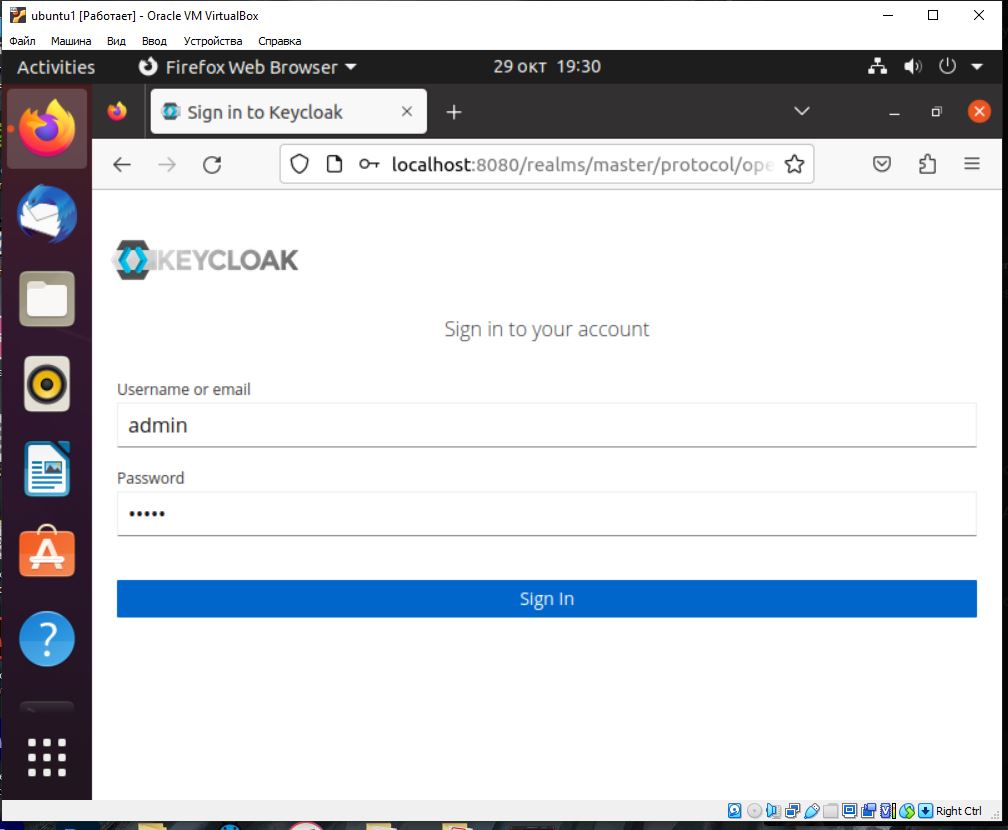 ubuntu1 [Работает] - Oracle VM VirtualBox
Файл Машина Вид Ввод Устройства Справка
Activities Firefox Web Browser 29 окт 19:30
Sign in to Keycloak
localhost:8080/realms/master/protocol/ope
KEYCLOAK
Sign in to your account
Username or email
admin
Password
•••••
Sign In
Right Ctrl